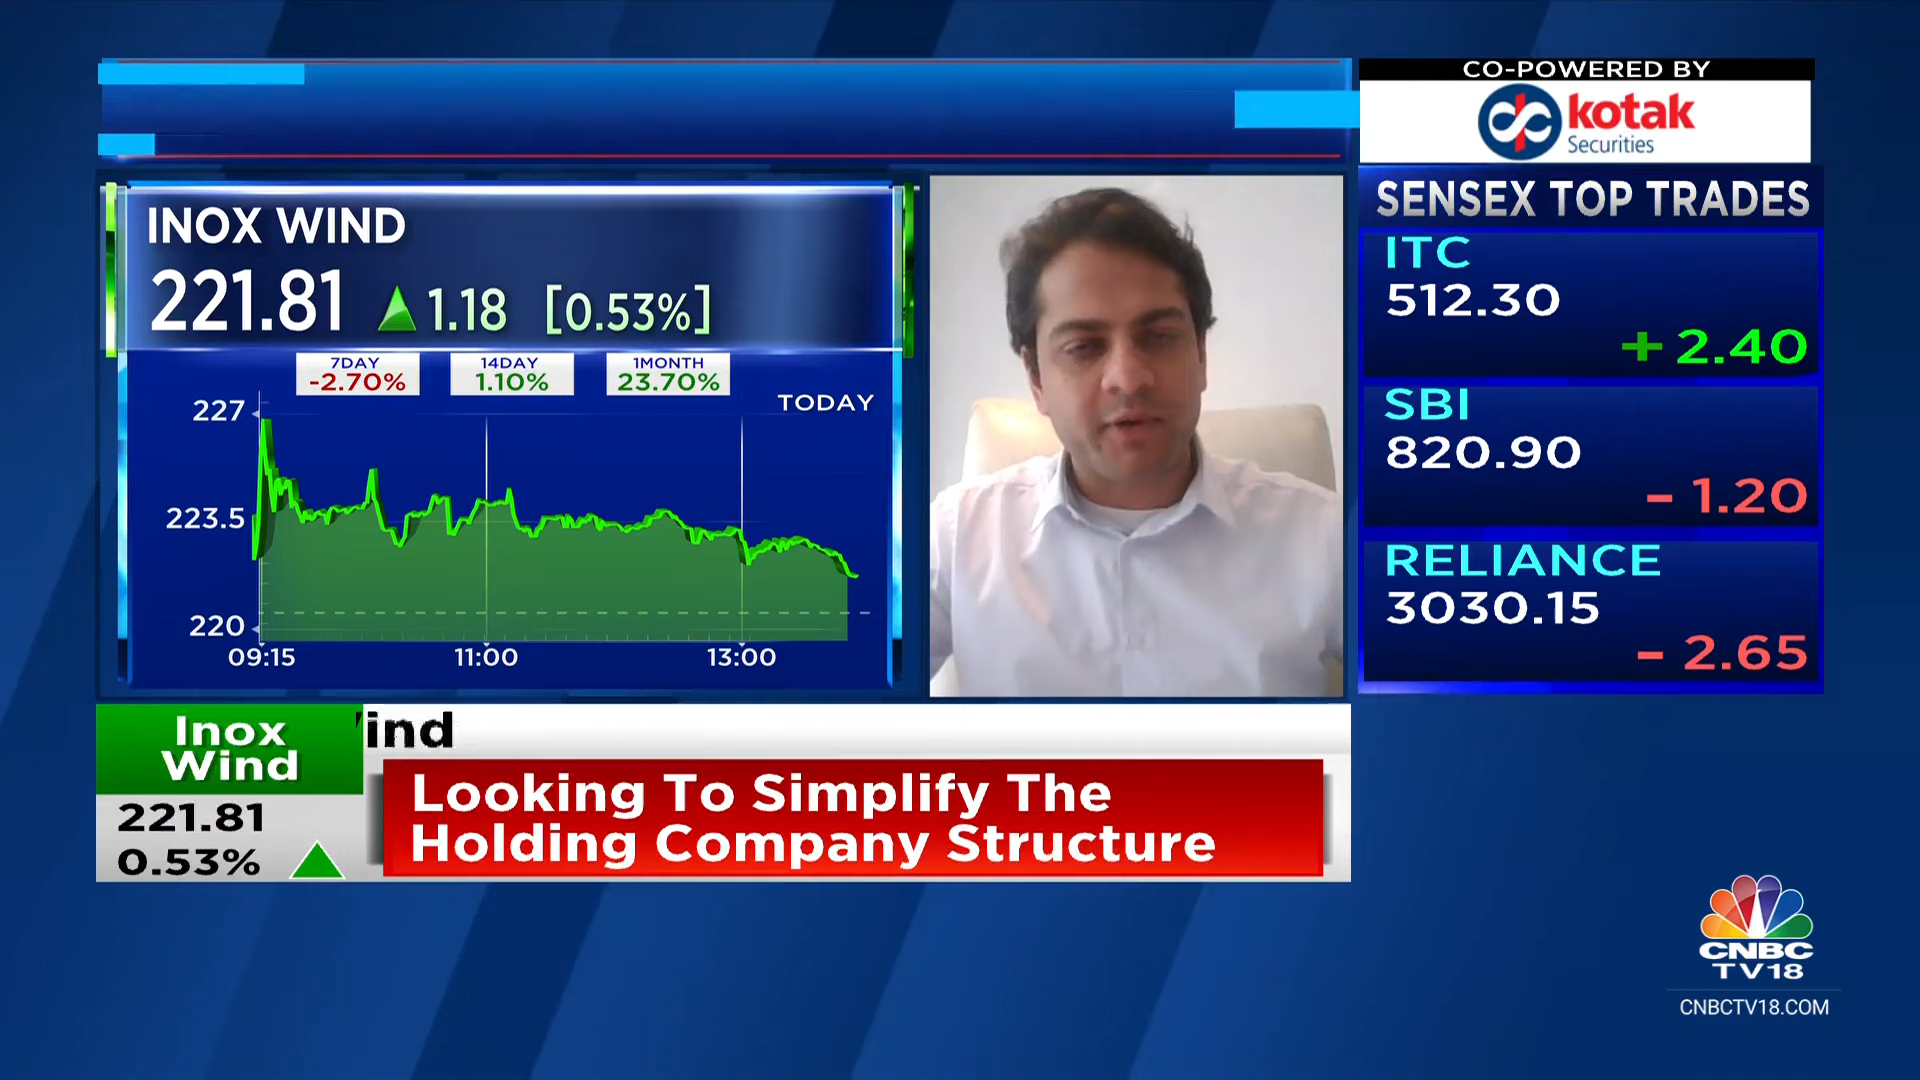 CO-POWERED BY
kotak
Securities
INOX WIND
221.81 ▲ 1.18 [0.53%]
7DAY
-2.70%
14DAY
1.10%
1MONTH
23.70%
TODAY
227
223.5
220
09:15 11:00 13:00
SENSEX TOP TRADES
ITC
512.30
+ 2.40
SBI
820.90
- 1.20
RELIANCE
3030.15
- 2.65
Inox
Wind
221.81
0.53%
ind
Looking To Simplify The
Holding Company Structure
CNBC
TV18
CNBCTV18.COM